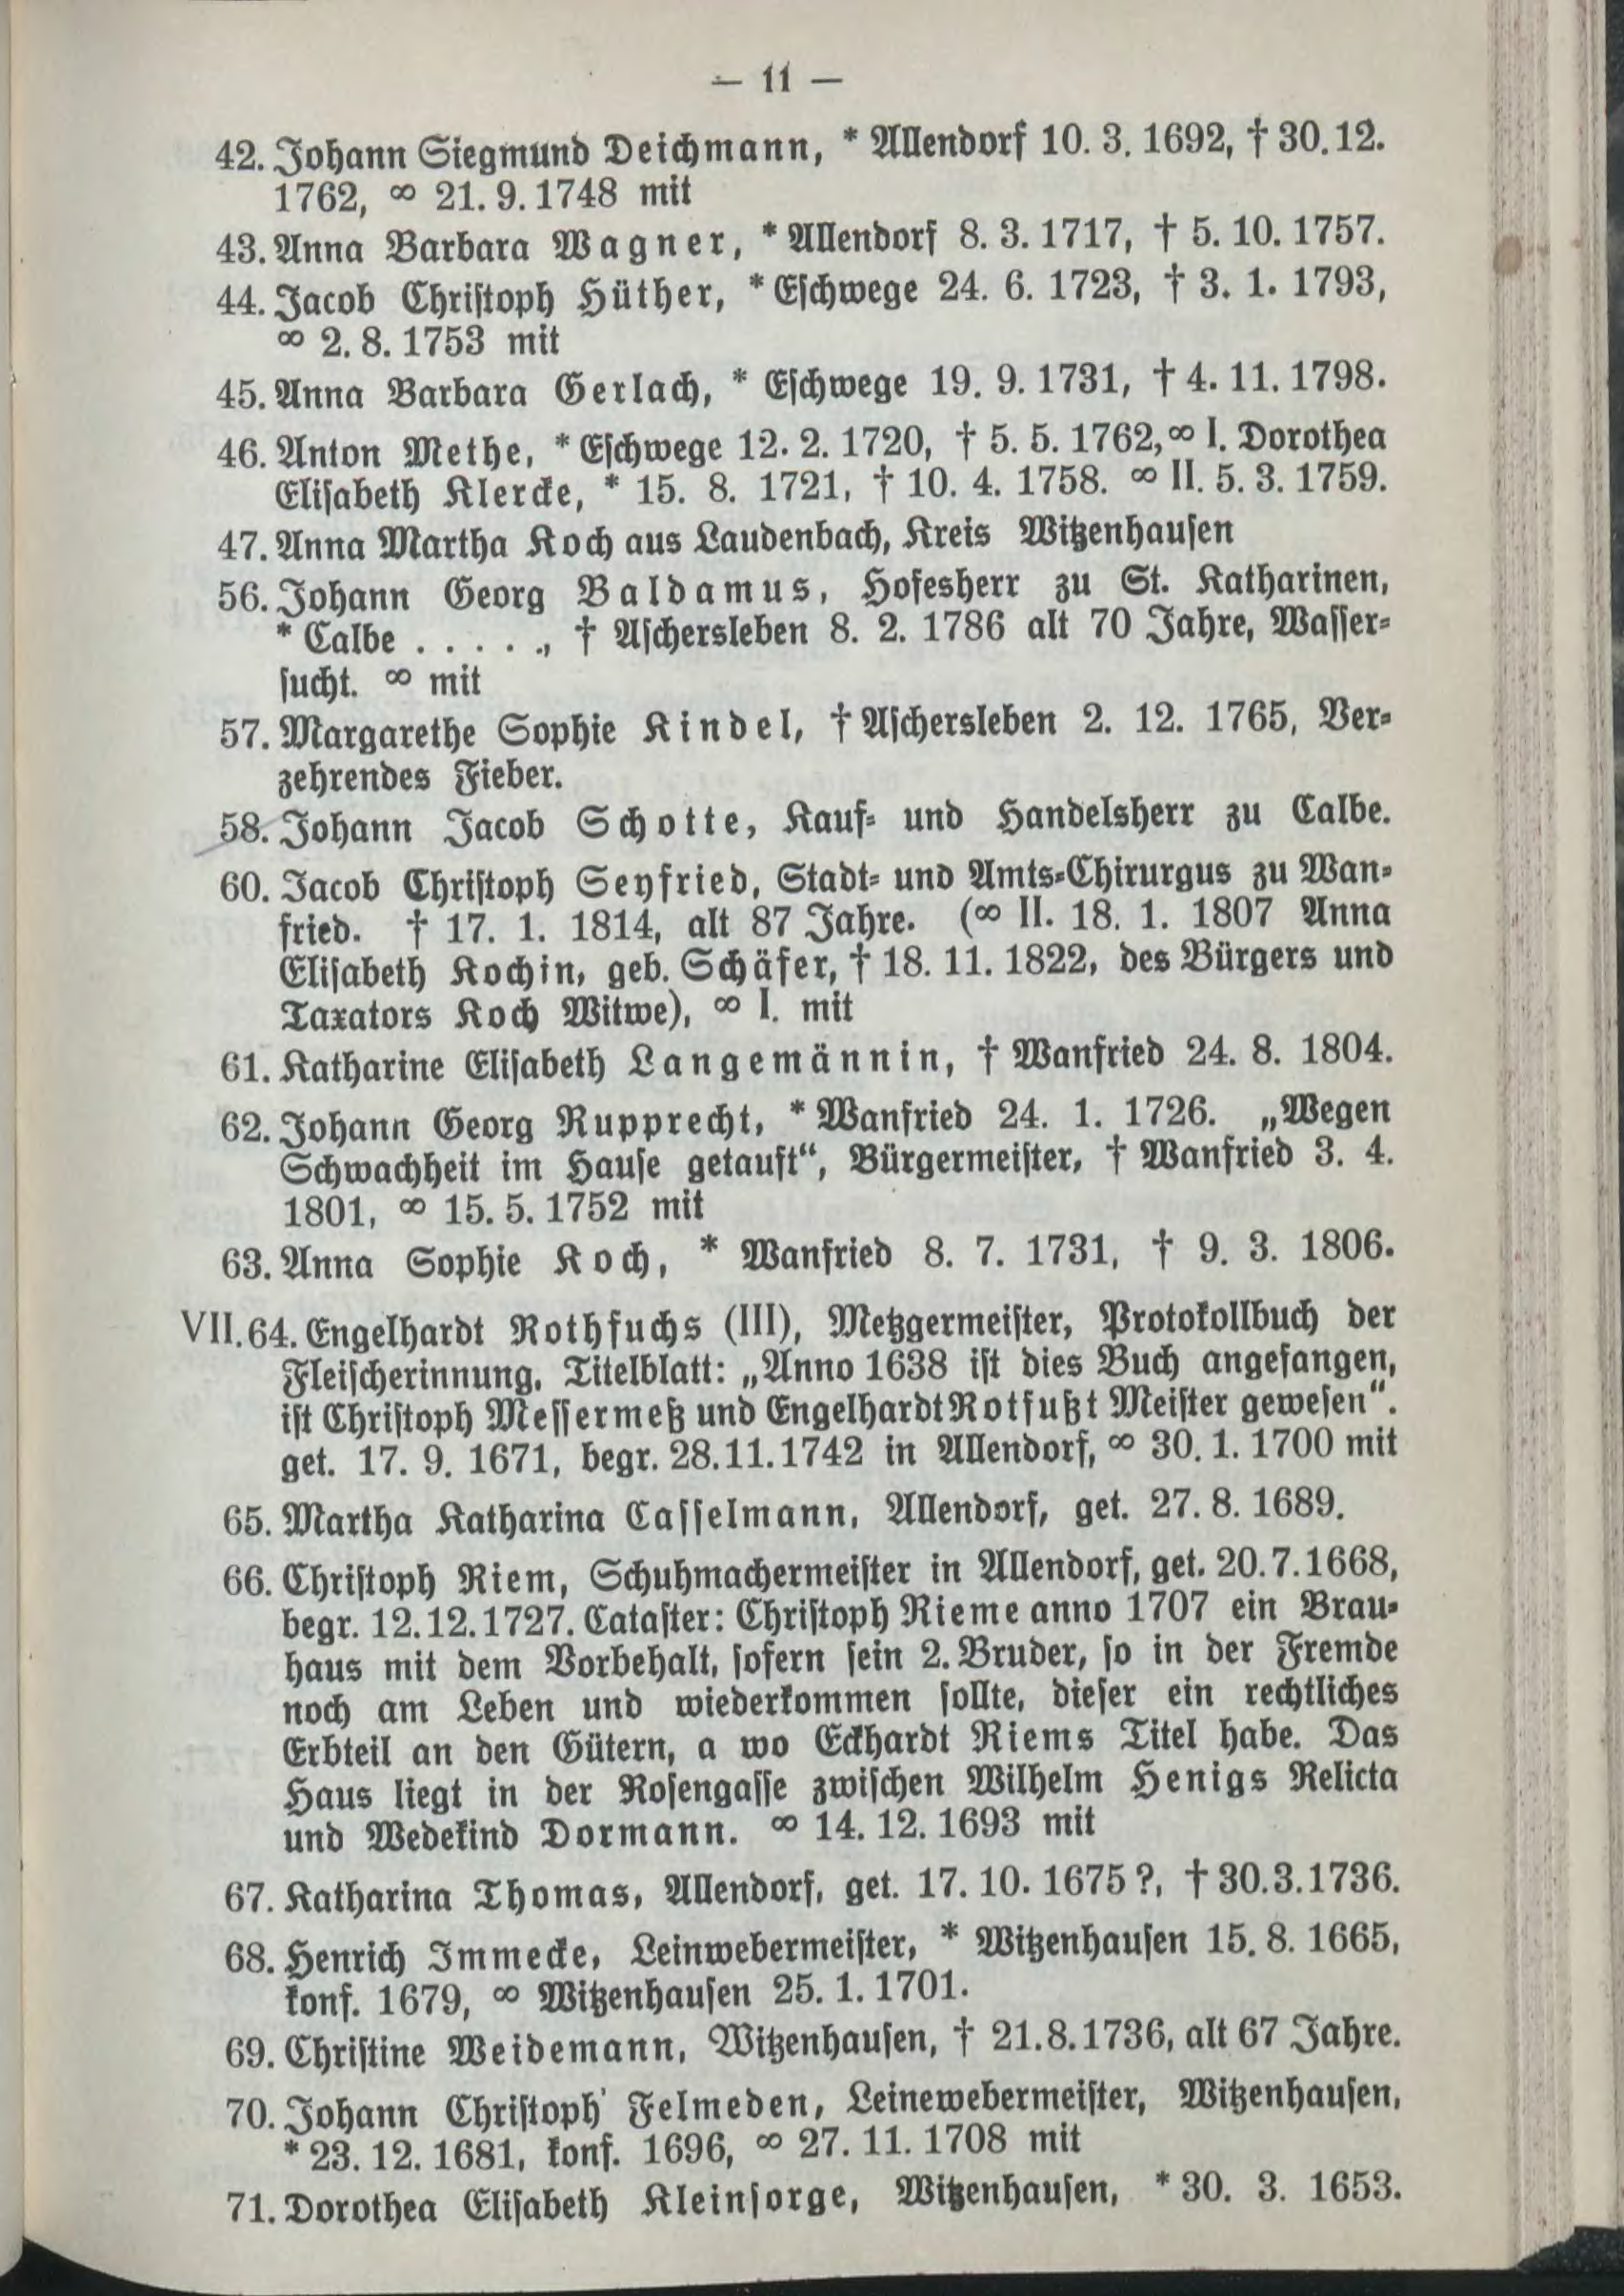 — 11 —
42. Johann Siegmund Deichmann, * Allendorf 10. 3. 1692, † 30. 12.
1762, ∞ 21. 9. 1748 mit
43. Anna Barbara Wagner, * Allendorf 8. 3. 1717, † 5. 10. 1757.
44. Jacob Christoph Hüther, * Eschwege 24. 6. 1723, † 3. 1. 1793,
∞ 2. 8. 1753 mit
45. Anna Barbara Gerlach, * Eschwege 19. 9. 1731, † 4. 11. 1798.
46. Anton Methe, * Eschwege 12. 2. 1720, † 5. 5. 1762, ∞ I. Dorothea
Elisabeth Klercke, * 15. 8. 1721, † 10. 4. 1758. ∞ II. 5. 3. 1759.
47. Anna Martha Koch aus Laudenbach, Kreis Witzenhausen
56. Johann Georg Baldamus, Hofesherr zu St. Katharinen,
* Calbe . . . . ., † Aschersleben 8. 2. 1786 alt 70 Jahre, Wasser-
sucht. ∞ mit
57. Margarethe Sophie Kindel, † Aschersleben 2. 12. 1765, Ver-
zehrendes Fieber.
58. Johann Jacob Schotte, Kauf- und Handelsherr zu Calbe.
60. Jacob Christoph Seyfried, Stadt- und Amts-Chirurgus zu Wan-
fried. † 17. 1. 1814, alt 87 Jahre. (∞ II. 18. 1. 1807 Anna
Elisabeth Kochin, geb. Schäfer, † 18. 11. 1822, des Bürgers und
Taxators Koch Witwe), ∞ I. mit
61. Katharine Elisabeth Langemännin, † Wanfried 24. 8. 1804.
62. Johann Georg Rupprecht, * Wanfried 24. 1. 1726. „Wegen
Schwachheit im Hause getauft“, Bürgermeister, † Wanfried 3. 4.
1801, ∞ 15. 5. 1752 mit
63. Anna Sophie Koch, * Wanfried 8. 7. 1731, † 9. 3. 1806.
VII. 64. Engelhardt Rothfuchs (III), Metzgermeister, Protokollbuch der
Fleischerinnung, Titelblatt: „Anno 1638 ist dies Buch angefangen,
ist Christoph Messermeß und Engelhardt Rotfußt Meister gewesen“.
get. 17. 9. 1671, begr. 28. 11. 1742 in Allendorf, ∞ 30. 1. 1700 mit
65. Martha Katharina Casselmann, Allendorf, get. 27. 8. 1689.
66. Christoph Riem, Schuhmachermeister in Allendorf, get. 20. 7. 1668,
begr. 12. 12. 1727. Cataster: Christoph Rieme anno 1707 ein Brau-
haus mit dem Vorbehalt, sofern sein 2. Bruder, so in der Fremde
noch am Leben und wiederkommen sollte, dieser ein rechtliches
Erbteil an den Gütern, a wo Eckhardt Riems Titel habe. Das
Haus liegt in der Rosengasse zwischen Wilhelm Henigs Relicta
und Wedekind Dormann. ∞ 14. 12. 1693 mit
67. Katharina Thomas, Allendorf, get. 17. 10. 1675 ?, † 30. 3. 1736.
68. Henrich Immecke, Leinwebermeister, * Witzenhausen 15. 8. 1665,
konf. 1679, ∞ Witzenhausen 25. 1. 1701.
69. Christine Weidemann, Witzenhausen, † 21. 8. 1736, alt 67 Jahre.
70. Johann Christoph Felmeden, Leinewebermeister, Witzenhausen,
* 23. 12. 1681, konf. 1696, ∞ 27. 11. 1708 mit
71. Dorothea Elisabeth Kleinsorge, Witzenhausen, * 30. 3. 1653.